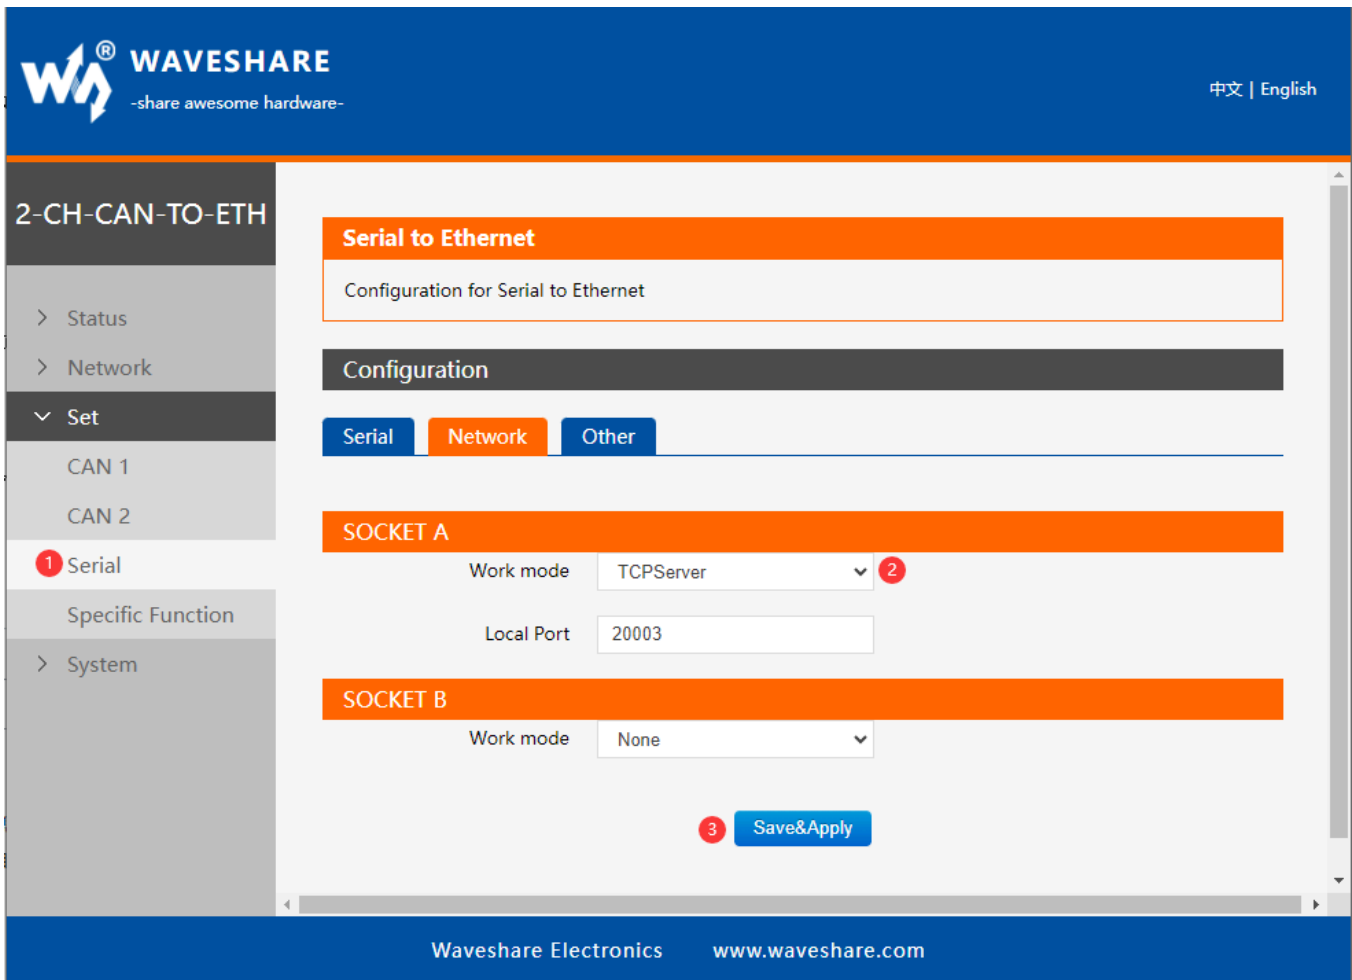 WAVESHARE
-share awesome hardware-
中文 | English
2-CH-CAN-TO-ETH
Status
Network
Set
CAN 1
CAN 2
1 Serial
Specific Function
System
Serial to Ethernet
Configuration for Serial to Ethernet
Configuration
Serial Network Other
SOCKET A
Work mode TCPServer 2
Local Port 20003
SOCKET B
Work mode None
3 Save&Apply
Waveshare Electronics www.waveshare.com